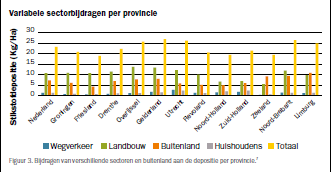 Variabele sectorbijdragen per provincie
Stikstofdepositie (Kg/Ha)
30
25
20
15
10
5
0
Nederland
Groningen
Friesland
Drenthe
Overijssel
Gelderland
Utrecht
Flevoland
Noord-Holland
Zuid-Holland
Zeeland
Noord-Brabant
Limburg
Wegverkeer Landbouw Buitenland Huishoudens Totaal
Figuur 3. Bijdragen van verschillende sectoren en buitenland aan de depositie per provincie.